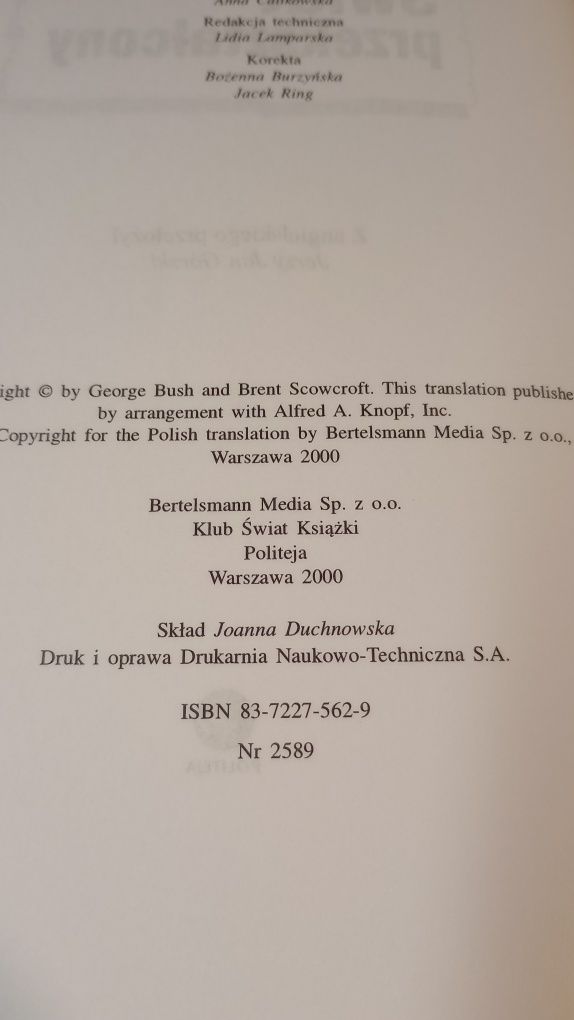 Redakcja techniczna
Lidia Lamparska
Korekta
Bożenna Burzyńska
Jacek Ring
ight © by George Bush and Brent Scowcroft. This translation publishe
by arrangement with Alfred A. Knopf, Inc.
Copyright for the Polish translation by Bertelsmann Media Sp. z o.o.,
Warszawa 2000
Bertelsmann Media Sp. z o.o.
Klub Świat Książki
Politeja
Warszawa 2000
Skład Joanna Duchnowska
Druk i oprawa Drukarnia Naukowo-Techniczna S.A.
ISBN 83-7227-562-9
Nr 2589